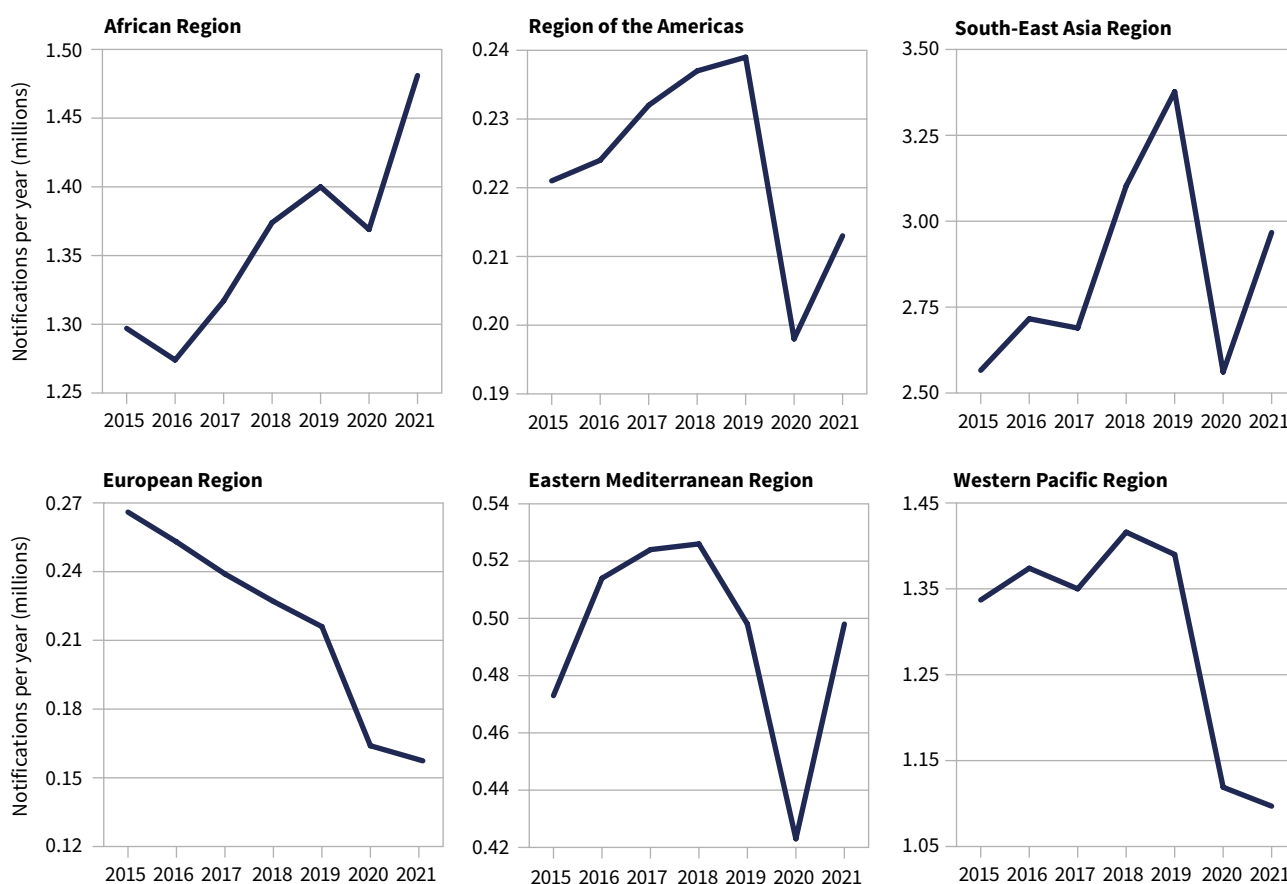 African Region
Notifications per year (millions)
1.50
1.45
1.40
1.35
1.30
1.25
2015 2016 2017 2018 2019 2020 2021
Region of the Americas
0.24
0.23
0.22
0.21
0.20
0.19
2015 2016 2017 2018 2019 2020 2021
South-East Asia Region
3.50
3.25
3.00
2.75
2.50
2015 2016 2017 2018 2019 2020 2021
European Region
Notifications per year (millions)
0.27
0.24
0.21
0.18
0.15
0.12
2015 2016 2017 2018 2019 2020 2021
Eastern Mediterranean Region
0.54
0.52
0.50
0.48
0.46
0.44
0.42
2015 2016 2017 2018 2019 2020 2021
Western Pacific Region
1.45
1.35
1.25
1.15
1.05
2015 2016 2017 2018 2019 2020 2021